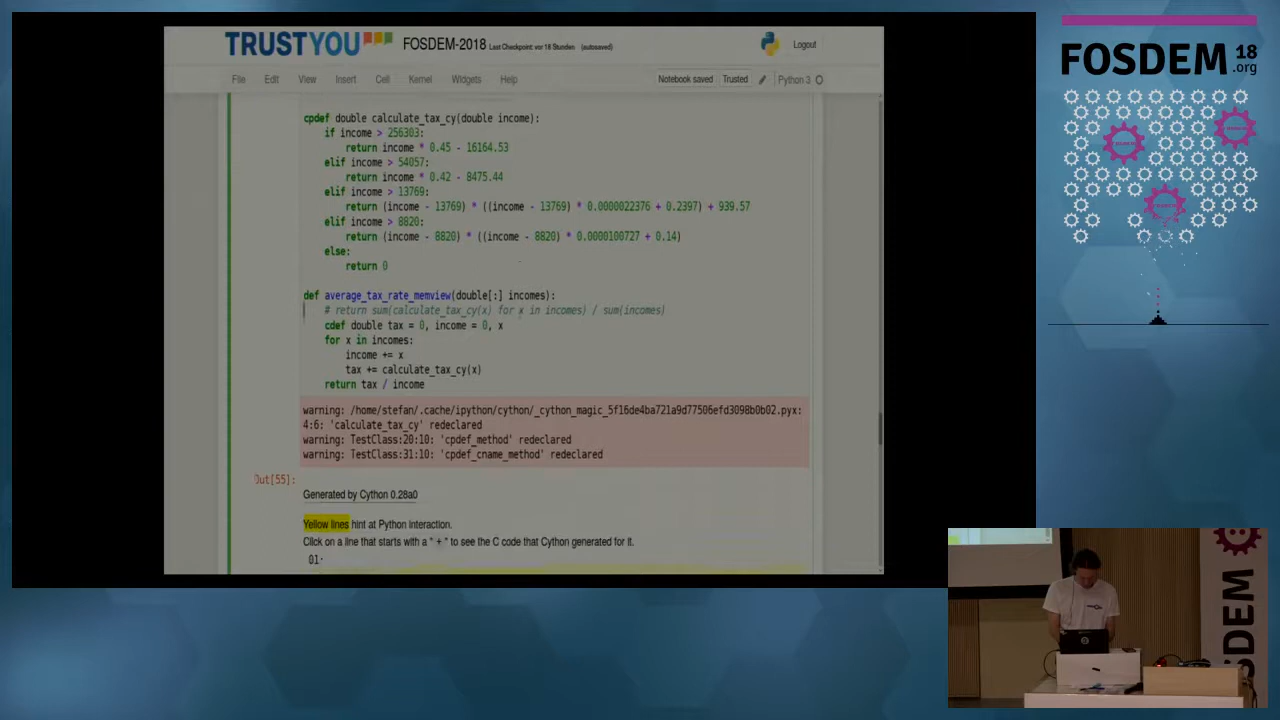 TRUSTYOU FOSDEM-2018 Last Checkpoint: vor 18 Stunden (autosaved) Logout
File Edit View Insert Cell Kernel Widgets Help Notebook saved Trusted Python 3
cpdef double calculate_tax_cy(double income):
if income > 256303:
return income * 0.45 - 16164.53
elif income > 54057:
return income * 0.42 - 8475.44
elif income > 13769:
return (income - 13769) * ((income - 13769) * 0.0000022376 + 0.2397) + 939.57
elif income > 8820:
return (income - 8820) * ((income - 8820) * 0.0000100727 + 0.14)
else:
return 0
def average_tax_rate_memview(double[:] incomes):
# return sum(calculate_tax_cy(x) for x in incomes) / sum(incomes)
cdef double tax = 0, income = 0, x
for x in incomes:
income += x
tax += calculate_tax_cy(x)
return tax / income
warning: /home/stefan/.cache/ipython/cython/_cython_magic_5f16de4ba721a9d77506efd3098b0b02.pyx:
4:6: 'calculate_tax_cy' redeclared
warning: TestClass:20:10: 'cpdef_method' redeclared
warning: TestClass:31:10: 'cpdef_cname_method' redeclared
Out[55]:
Generated by Cython 0.28a0
Yellow lines hint at Python interaction.
Click on a line that starts with a "+" to see the C code that Cython generated for it.
01:
FOSDEM 18
.org
SDEM